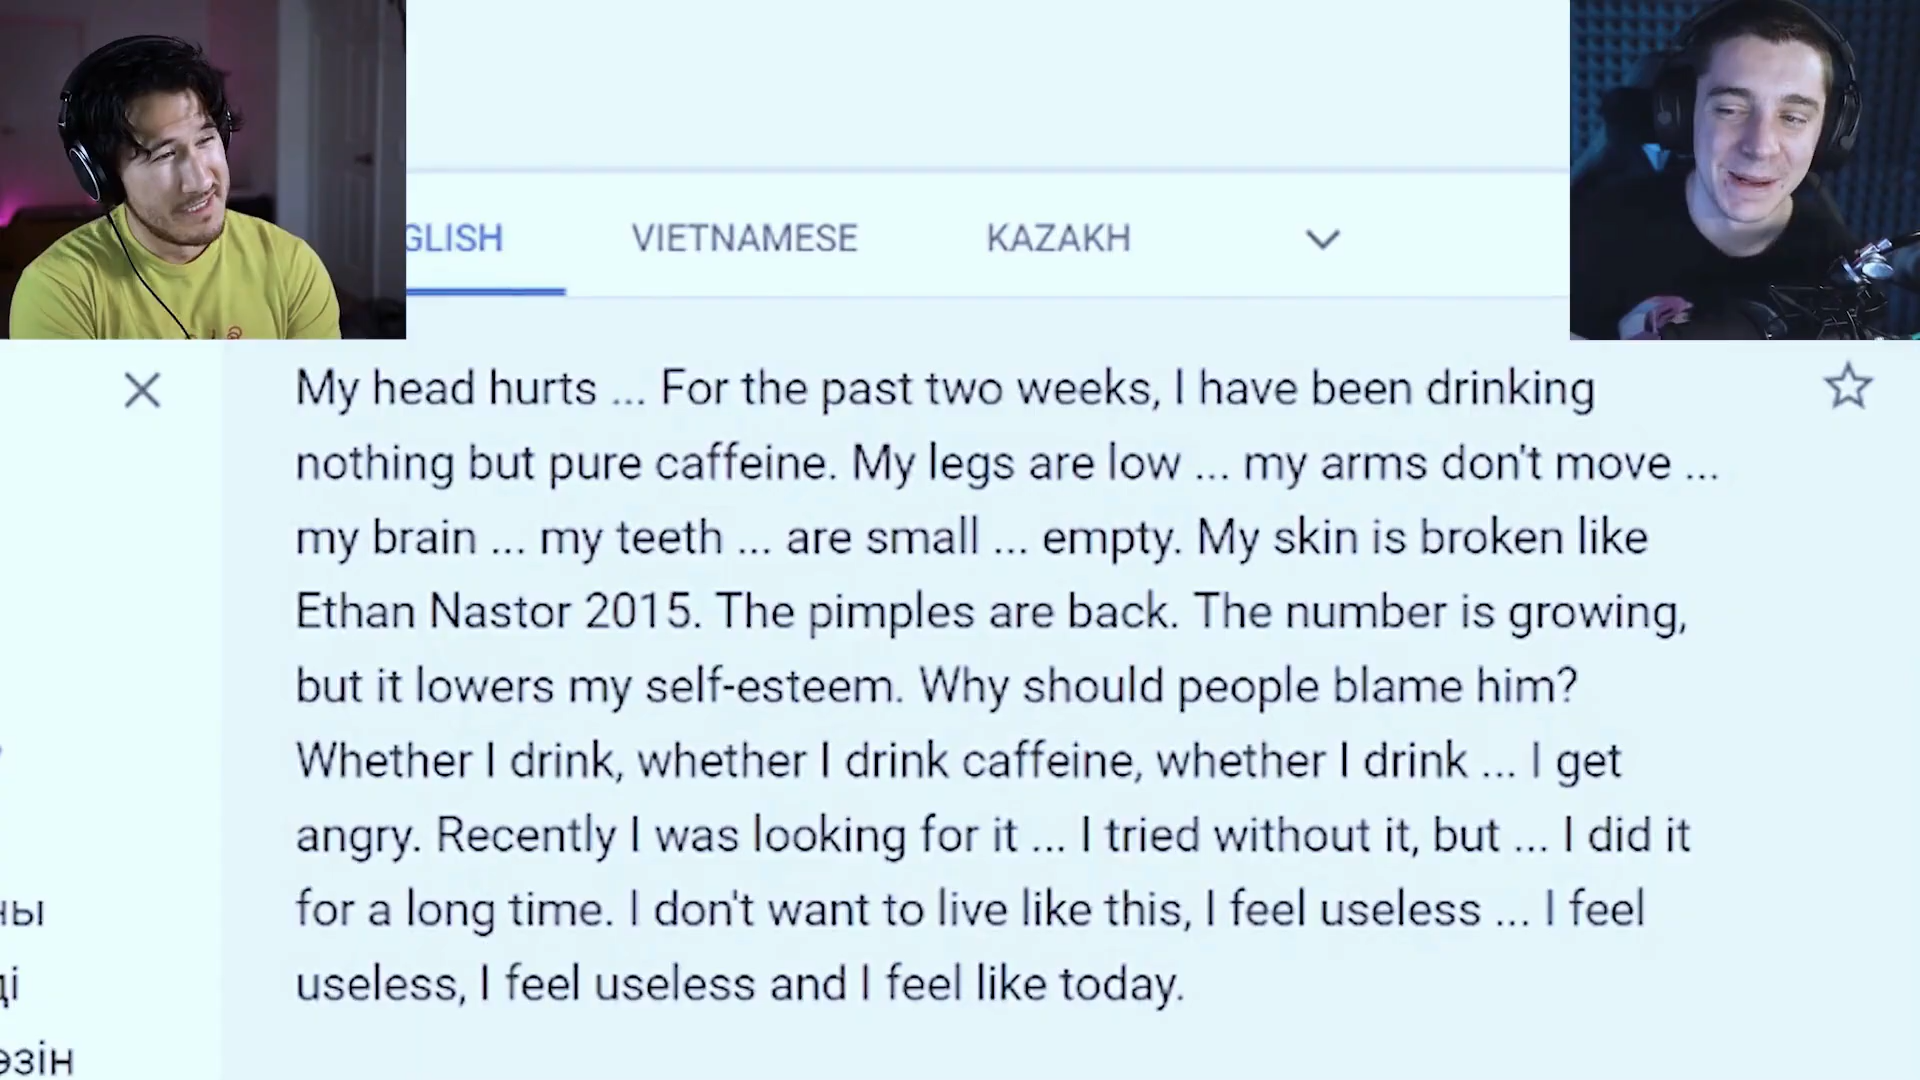 GLISH VIETNAMESE KAZAKH
My head hurts ... For the past two weeks, I have been drinking
nothing but pure caffeine. My legs are low ... my arms don't move ...
my brain ... my teeth ... are small ... empty. My skin is broken like
Ethan Nastor 2015. The pimples are back. The number is growing,
but it lowers my self-esteem. Why should people blame him?
Whether I drink, whether I drink caffeine, whether I drink ... I get
angry. Recently I was looking for it ... I tried without it, but ... I did it
for a long time. I don't want to live like this, I feel useless ... I feel
useless, I feel useless and I feel like today.
ны
ді
өзін